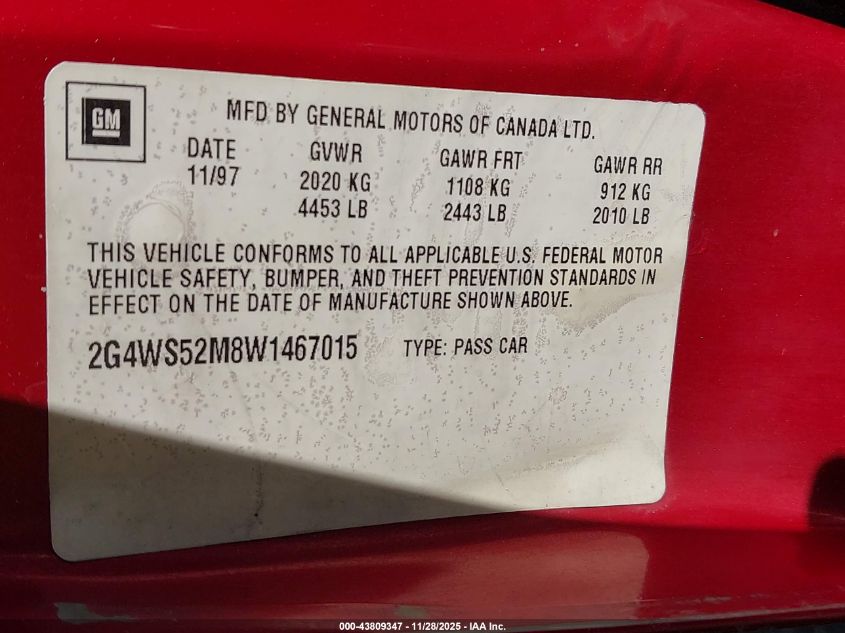 GM
MFD BY GENERAL MOTORS OF CANADA LTD.
DATE GVWR GAWR FRT GAWR RR
11/97 2020 KG 1108 KG 912 KG
4453 LB 2443 LB 2010 LB
THIS VEHICLE CONFORMS TO ALL APPLICABLE U.S. FEDERAL MOTOR
VEHICLE SAFETY, BUMPER, AND THEFT PREVENTION STANDARDS IN
EFFECT ON THE DATE OF MANUFACTURE SHOWN ABOVE.
2G4WS52M8W1467015 TYPE: PASS CAR
000-43809347 - 11/28/2025 - IAA Inc.